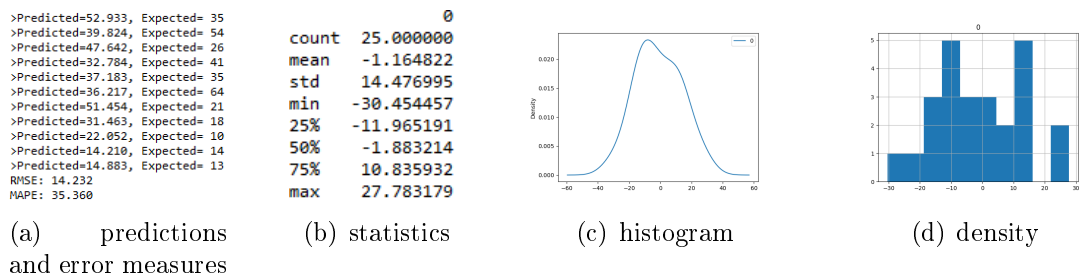 >Predicted=52.933, Expected= 35
>Predicted=39.824, Expected= 54
>Predicted=47.642, Expected= 26
>Predicted=32.784, Expected= 41
>Predicted=37.183, Expected= 35
>Predicted=36.217, Expected= 64
>Predicted=51.454, Expected= 21
>Predicted=31.463, Expected= 18
>Predicted=22.052, Expected= 10
>Predicted=14.210, Expected= 14
>Predicted=14.883, Expected= 13
RMSE: 14.232
MAPE: 35.360
(a) predictions
and error measures
0
count 25.000000
mean -1.164822
std 14.476995
min -30.454457
25% -11.965191
50% -1.883214
75% 10.835932
max 27.783179
(b) statistics
0
Density
0.020
0.015
0.010
0.005
0.000
−60 −40 −20 0 20 40 60
(c) histogram
0
5
4
3
2
1
0
−30 −20 −10 0 10 20 30
(d) density